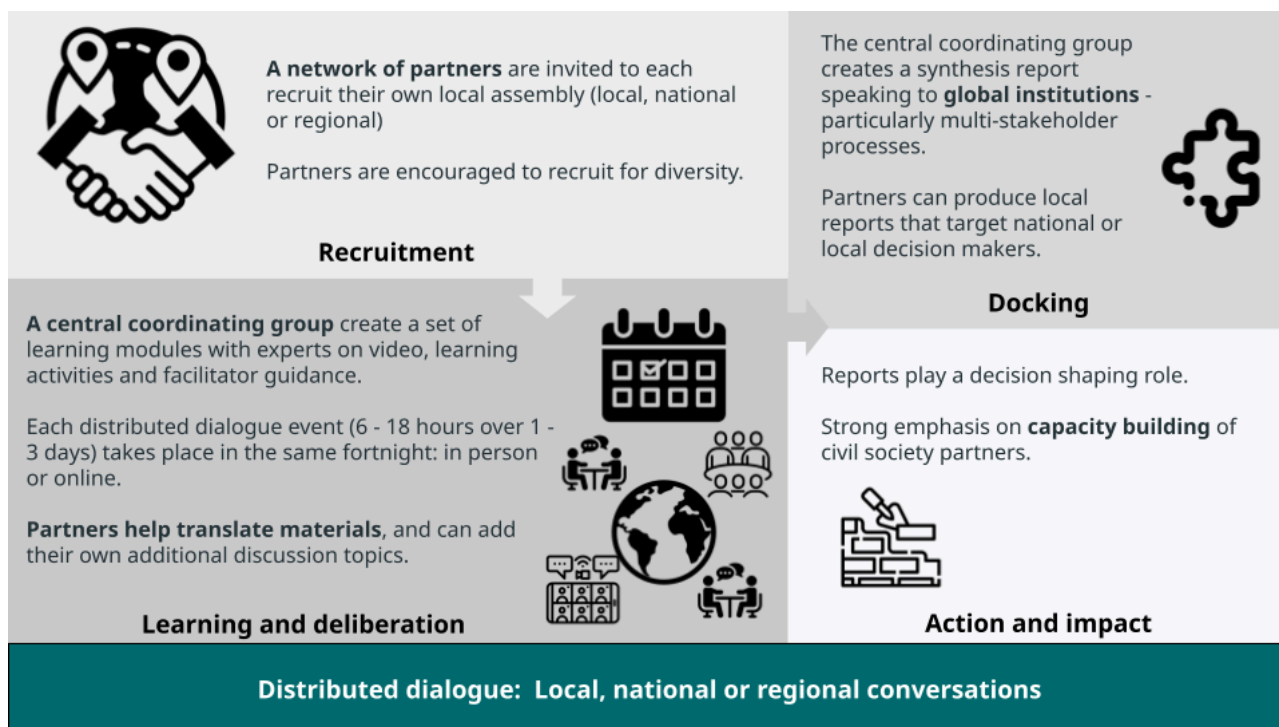 A network of partners are invited to each
recruit their own local assembly (local, national
or regional)
Partners are encouraged to recruit for diversity.
Recruitment
A central coordinating group create a set of
learning modules with experts on video, learning
activities and facilitator guidance.
Each distributed dialogue event (6 - 18 hours over 1 -
3 days) takes place in the same fortnight: in person
or online.
Partners help translate materials, and can add
their own additional discussion topics.
Learning and deliberation
The central coordinating group
creates a synthesis report
speaking to global institutions -
particularly multi-stakeholder
processes.
Partners can produce local
reports that target national or
local decision makers.
Docking
Reports play a decision shaping role.
Strong emphasis on capacity building of
civil society partners.
Action and impact
Distributed dialogue: Local, national or regional conversations